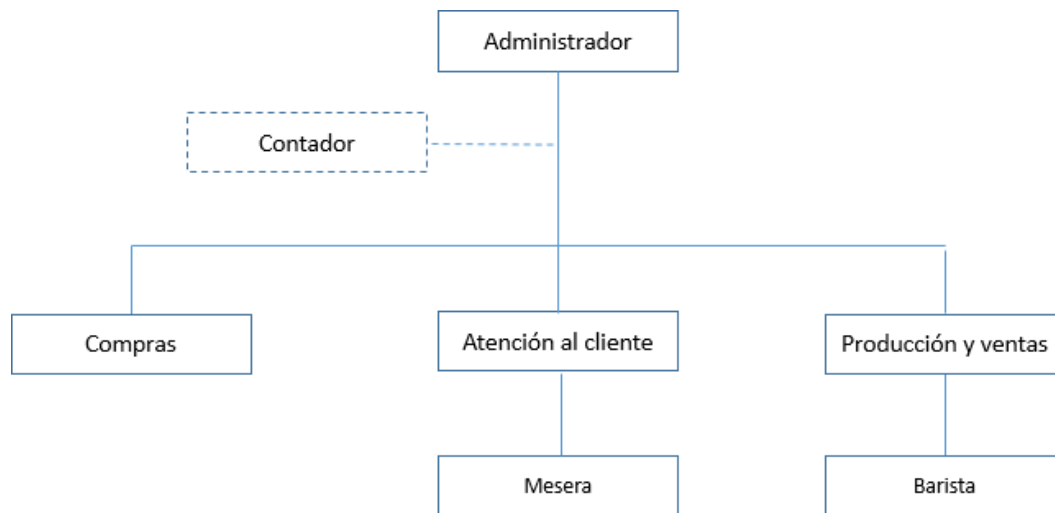 Administrador
Contador
Compras
Atención al cliente
Producción y ventas
Mesera
Barista